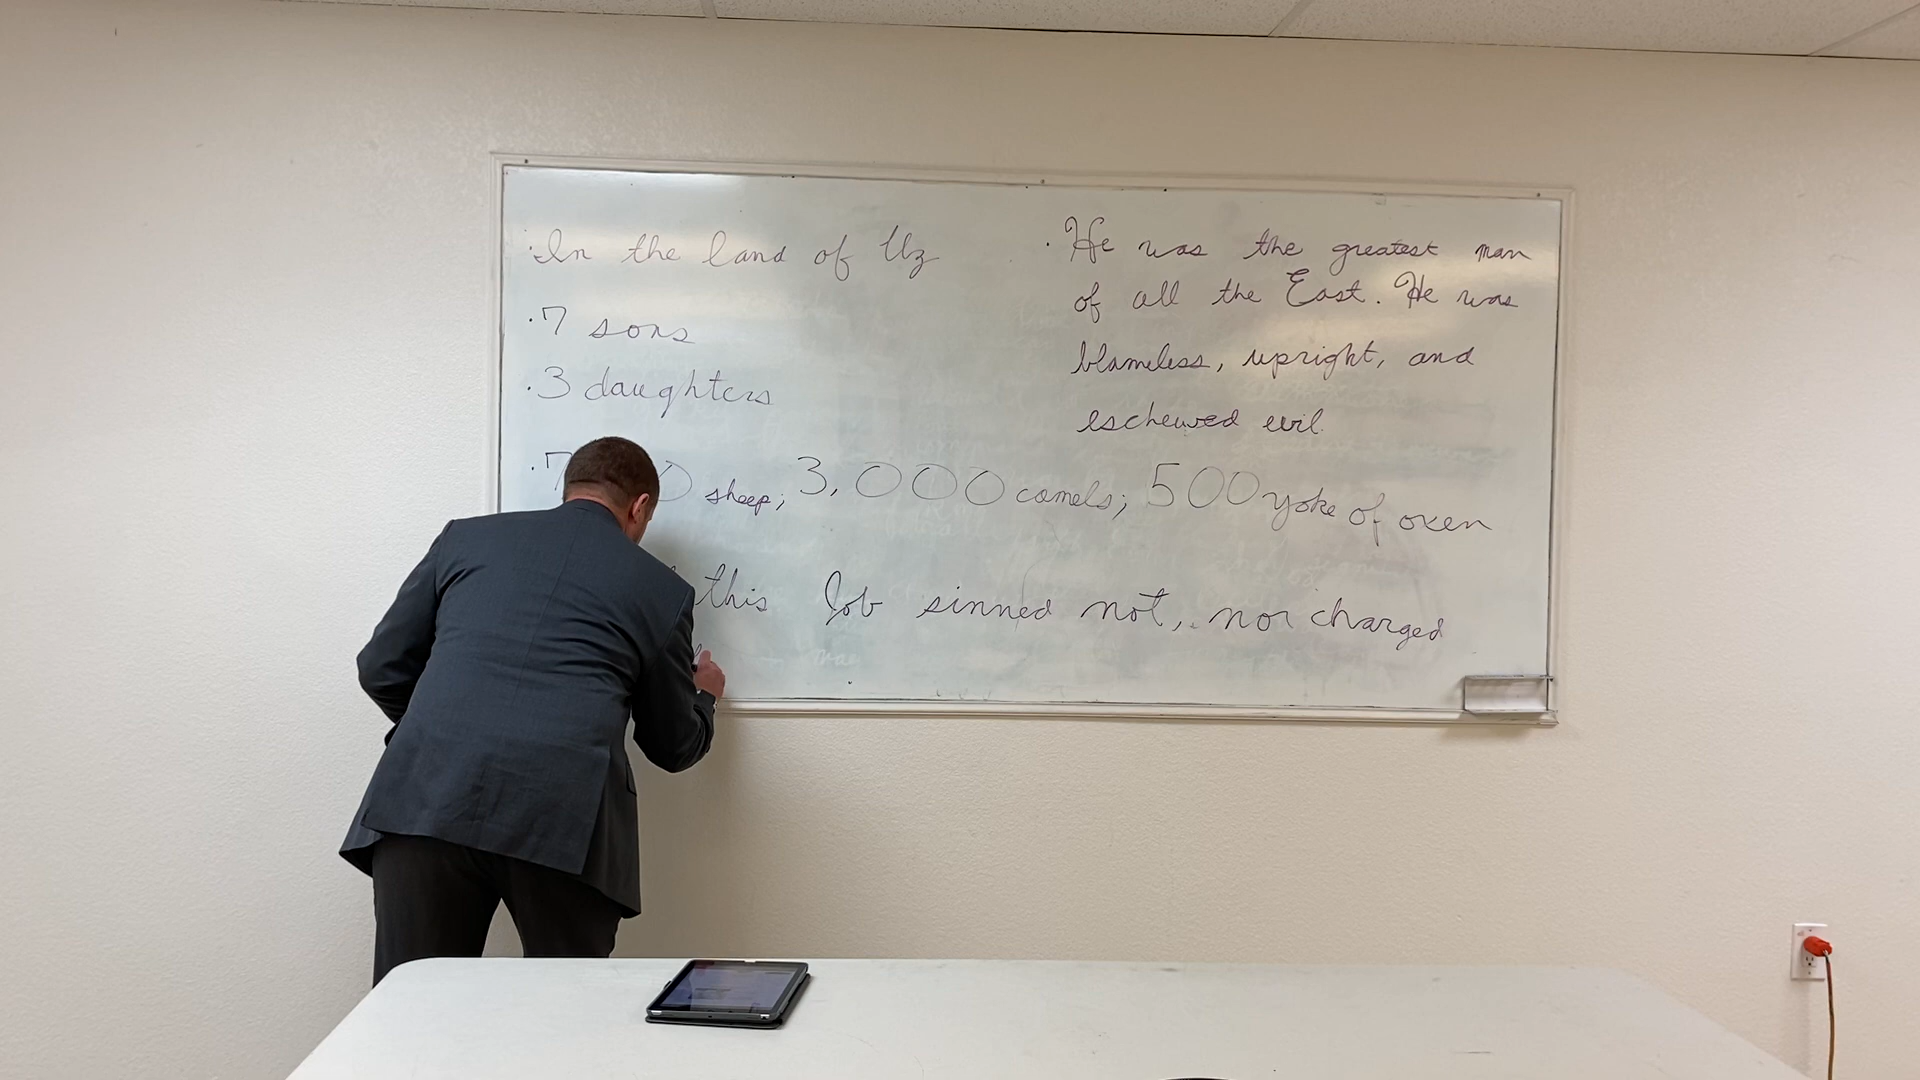 · In the land of Uz
· 7 sons
· 3 daughters
· He was the greatest man
of all the East. He was
blameless, upright, and
eschewed evil.
· 7 0 sheep; 3,000 camels; 500 yoke of oxen
this Job sinned not, nor charged